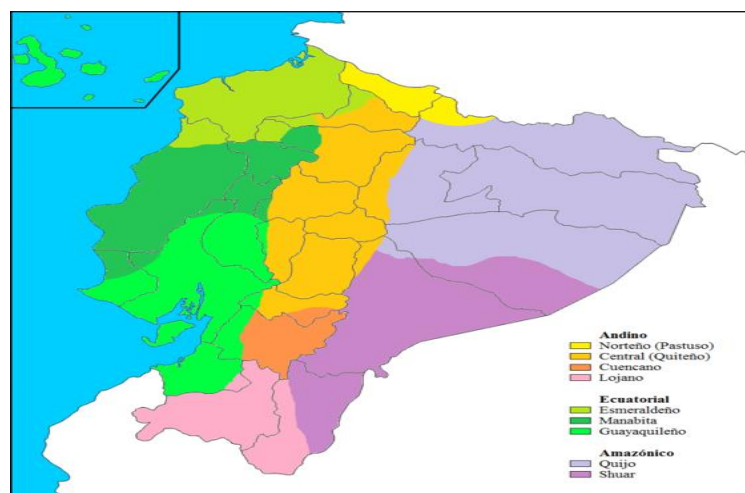 Andino
Norteño (Pastuso)
Central (Quiteño)
Cuencano
Lojano
Ecuatorial
Esmeraldeño
Manabita
Guayaquileño
Amazónico
Quijo
Shuar